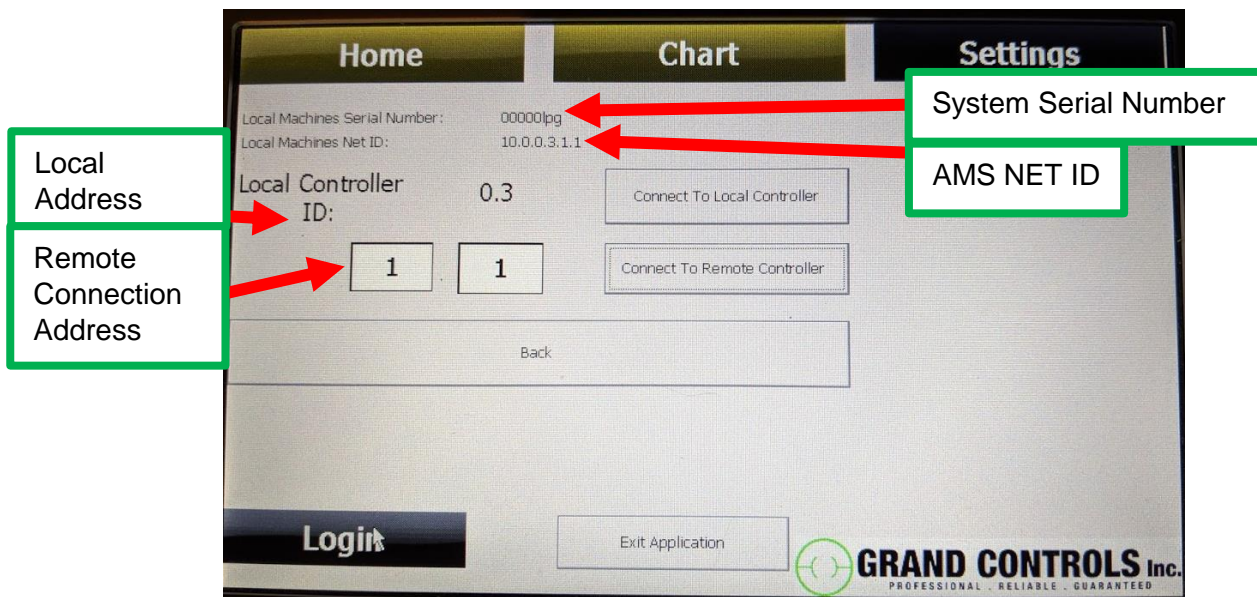 Home
Chart
Settings
Local Machines Serial Number:
00000lpg
System Serial Number
Local Machines Net ID:
10.0.0.3.1.1
AMS NET ID
Local
Address
Local Controller
ID:
0.3
Connect To Local Controller
Remote
Connection
Address
1 . 1
Connect To Remote Controller
Back
Login
Exit Application
GRAND CONTROLS Inc.
PROFESSIONAL . RELIABLE . GUARANTEED